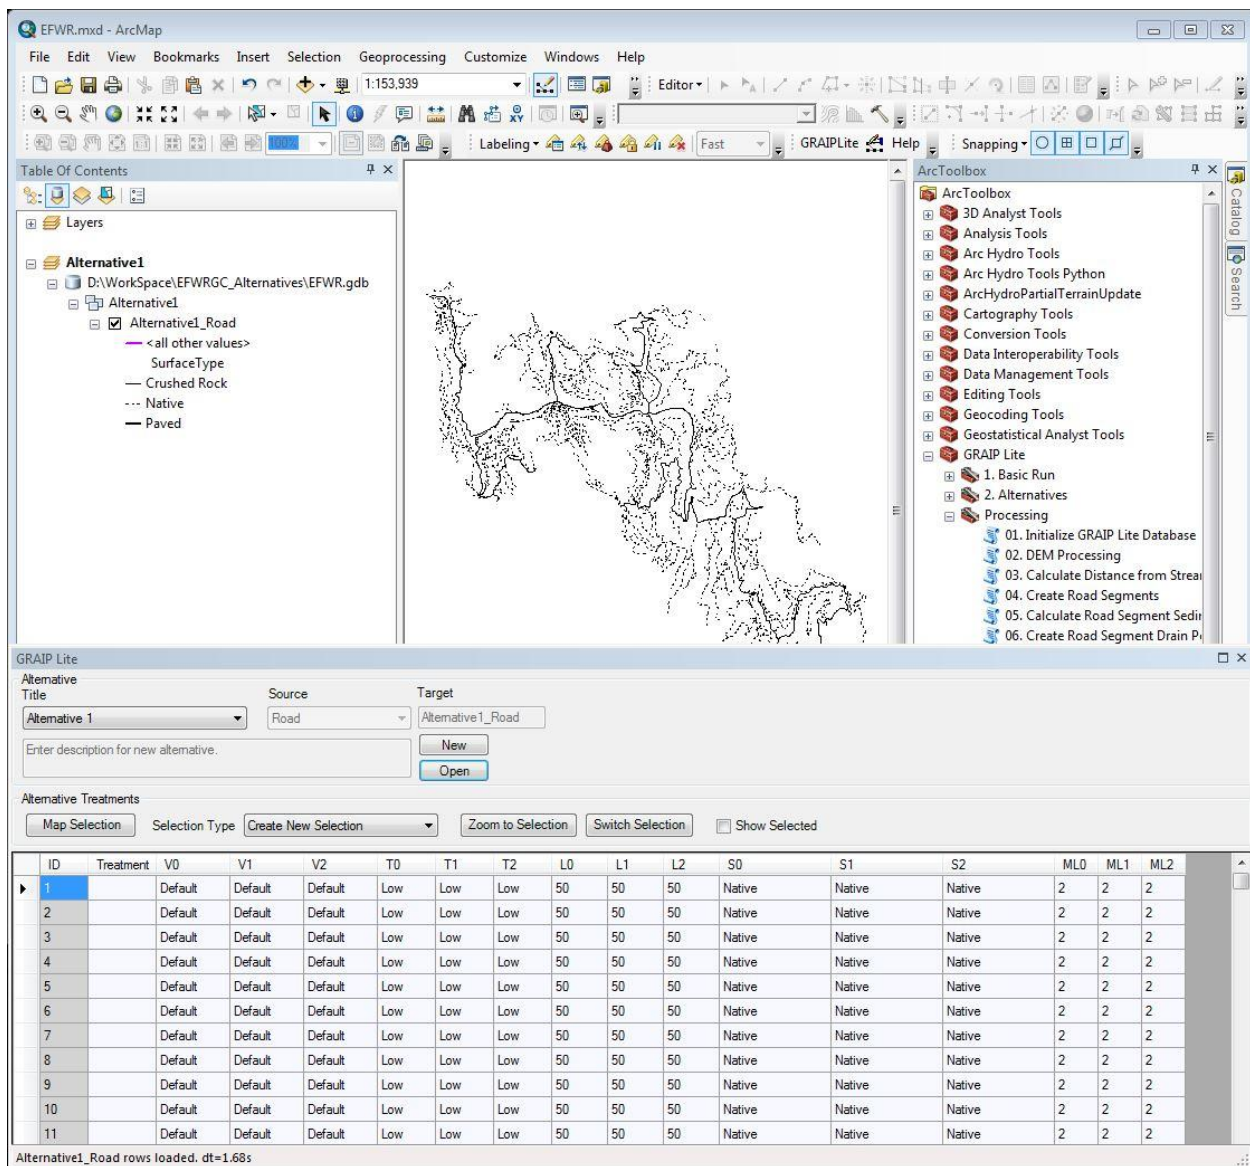 EFWR.mxd - ArcMap
File Edit View Bookmarks Insert Selection Geoprocessing Customize Windows Help
1:153,939
Editor
100%
Labeling
Fast
GRAIPLite
Help
Snapping
Table Of Contents
Layers
Alternative1
D:\WorkSpace\EFWRGC_Alternatives\EFWR.gdb
Alternative1
Alternative1_Road
<all other values>
SurfaceType
Crushed Rock
Native
Paved
ArcToolbox
ArcToolbox
3D Analyst Tools
Analysis Tools
Arc Hydro Tools
Arc Hydro Tools Python
ArcHydroPartialTerrainUpdate
Cartography Tools
Conversion Tools
Data Interoperability Tools
Data Management Tools
Editing Tools
Geocoding Tools
Geostatistical Analyst Tools
GRAIP Lite
1. Basic Run
2. Alternatives
Processing
01. Initialize GRAIP Lite Database
02. DEM Processing
03. Calculate Distance from Strea
04. Create Road Segments
05. Calculate Road Segment Sedi
06. Create Road Segment Drain P
Catalog
Search
GRAIP Lite
Alternative
Title Source Target
Alternative 1 Road Alternative1_Road
Enter description for new alternative.
New
Open
Alternative Treatments
Map Selection Selection Type Create New Selection Zoom to Selection Switch Selection Show Selected
ID Treatment V0 V1 V2 T0 T1 T2 L0 L1 L2 S0 S1 S2 ML0 ML1 ML2
1 Default Default Default Low Low Low 50 50 50 Native Native Native 2 2 2
2 Default Default Default Low Low Low 50 50 50 Native Native Native 2 2 2
3 Default Default Default Low Low Low 50 50 50 Native Native Native 2 2 2
4 Default Default Default Low Low Low 50 50 50 Native Native Native 2 2 2
5 Default Default Default Low Low Low 50 50 50 Native Native Native 2 2 2
6 Default Default Default Low Low Low 50 50 50 Native Native Native 2 2 2
7 Default Default Default Low Low Low 50 50 50 Native Native Native 2 2 2
8 Default Default Default Low Low Low 50 50 50 Native Native Native 2 2 2
9 Default Default Default Low Low Low 50 50 50 Native Native Native 2 2 2
10 Default Default Default Low Low Low 50 50 50 Native Native Native 2 2 2
11 Default Default Default Low Low Low 50 50 50 Native Native Native 2 2 2
Alternative1_Road rows loaded. dt=1.68s